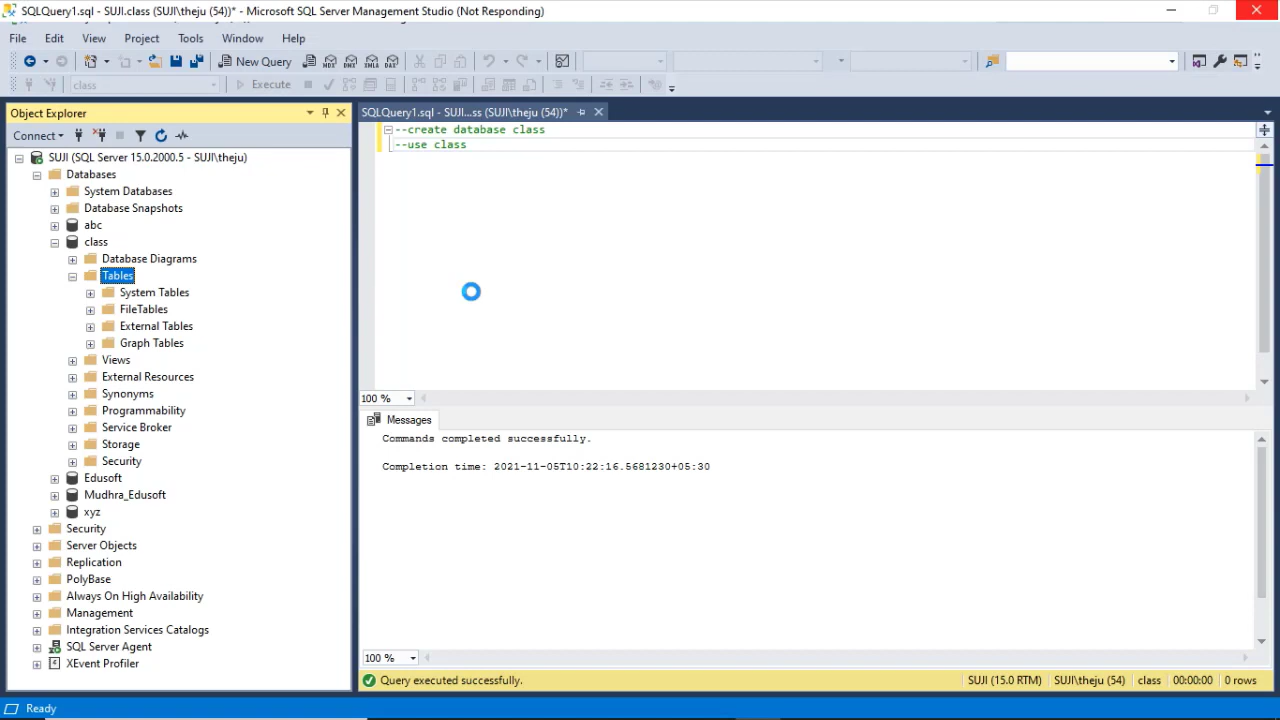 SQLQuery1.sql - SUJI.class (SUJI\theju (54))* - Microsoft SQL Server Management Studio (Not Responding)
File Edit View Project Tools Window Help
New Query MDX DMX XMLA DAX
class Execute
Object Explorer
SQLQuery1.sql - SUJI...ss (SUJI\theju (54))*
Connect
--create database class
--use class
SUJI (SQL Server 15.0.2000.5 - SUJI\theju)
Databases
System Databases
Database Snapshots
abc
class
Database Diagrams
Tables
System Tables
FileTables
External Tables
Graph Tables
Views
External Resources
Synonyms
Programmability
Service Broker
Storage
Security
Edusoft
Mudhra_Edusoft
xyz
Security
Server Objects
Replication
PolyBase
Always On High Availability
Management
Integration Services Catalogs
SQL Server Agent
XEvent Profiler
100 %
Messages
Commands completed successfully.
Completion time: 2021-11-05T10:22:16.5681230+05:30
100 %
Query executed successfully. SUJI (15.0 RTM) SUJI\theju (54) class 00:00:00 0 rows
Ready